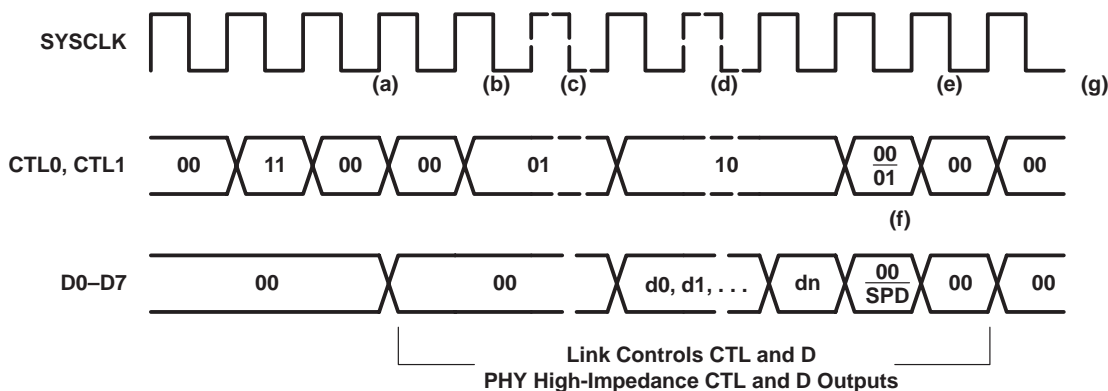 SYSCLK
(a) (b) (c) (d) (e) (g)
CTL0, CTL1 00 11 00 00 01 10 00 00 00
01
(f)
D0–D7 00 00 d0, d1, . . . dn 00 00 00
SPD
Link Controls CTL and D
PHY High-Impedance CTL and D Outputs